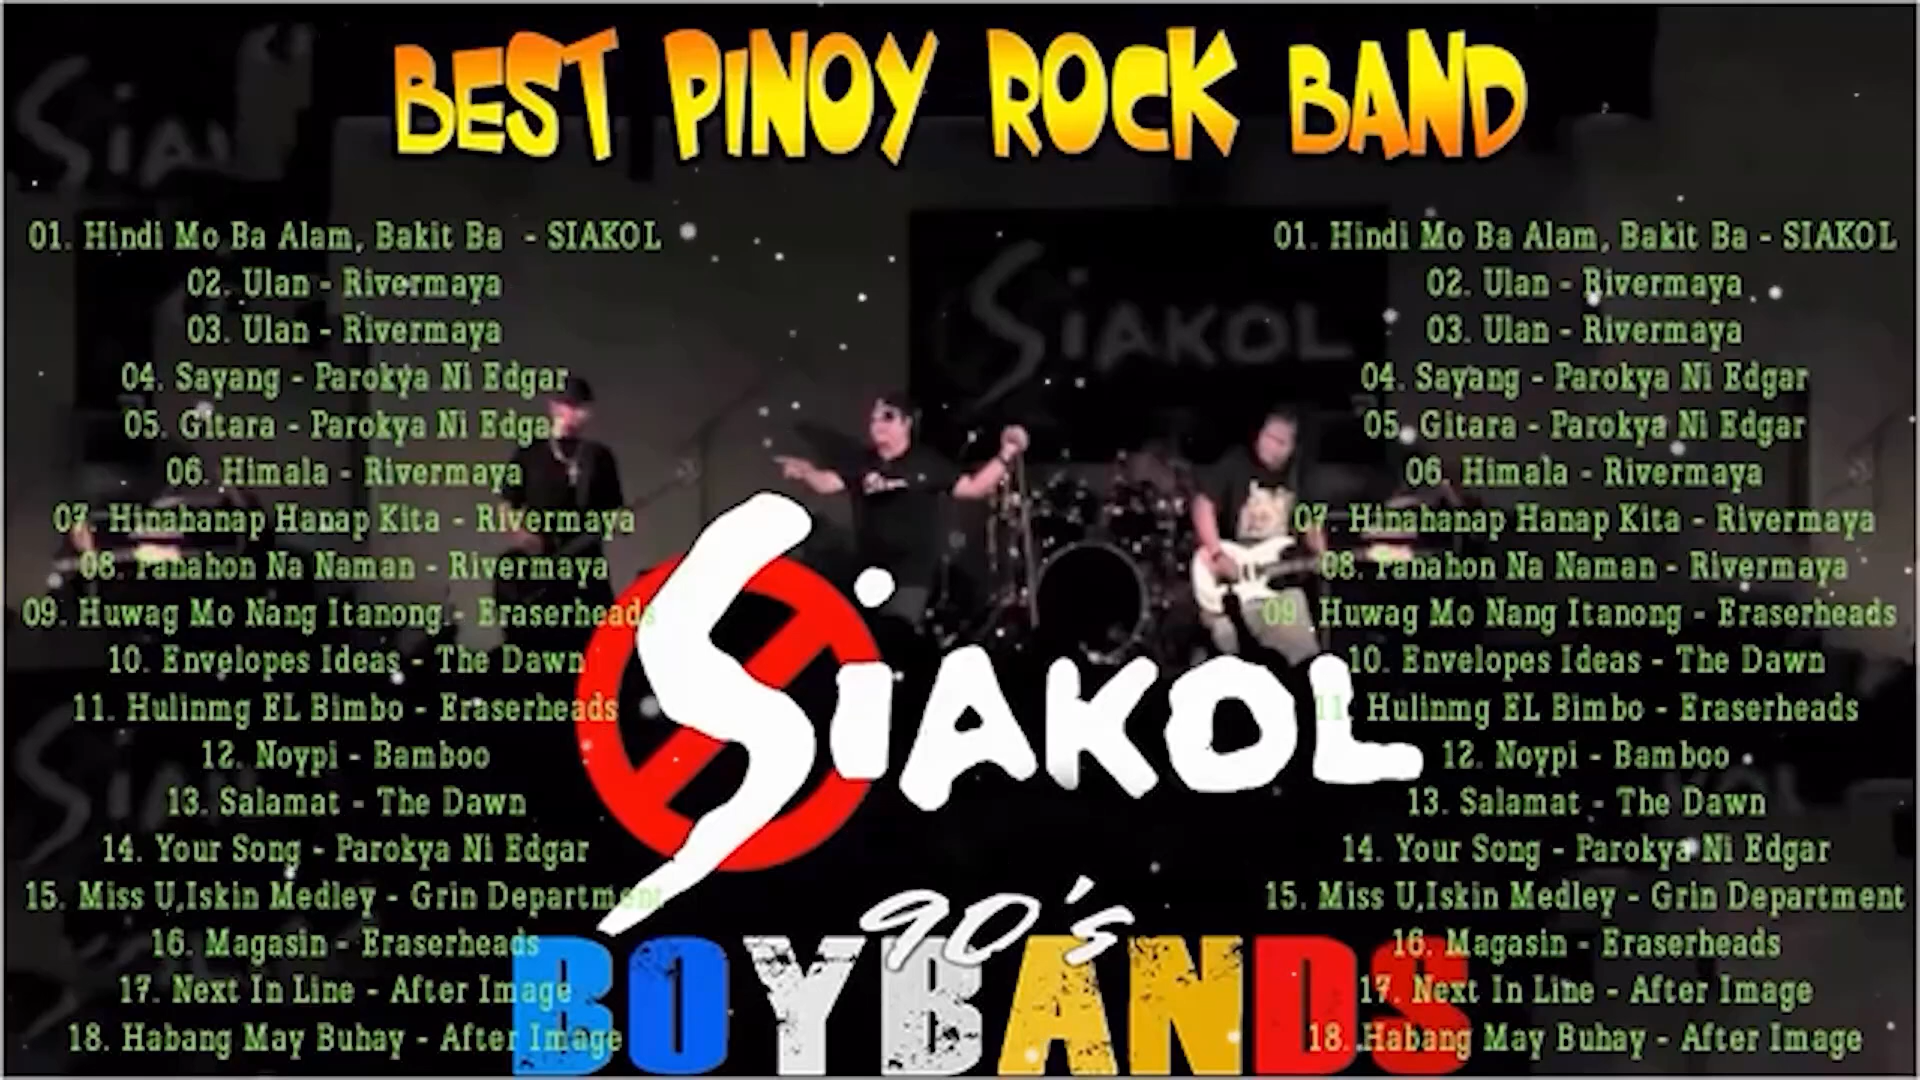 BEST PINOY ROCK BAND
01. Hindi Mo Ba Alam, Bakit Ba - SIAKOL
02. Ulan - Rivermaya
03. Ulan - Rivermaya
04. Sayang - Parokya Ni Edgar
05. Gitara - Parokya Ni Edgar
06. Himala - Rivermaya
07. Hinahanap Hanap Kita - Rivermaya
08. Panahon Na Naman - Rivermaya
09. Huwag Mo Nang Itanong - Eraserheads
10. Envelopes Ideas - The Dawn
11. Hulinmg EL Bimbo - Eraserheads
12. Noypi - Bamboo
13. Salamat - The Dawn
14. Your Song - Parokya Ni Edgar
15. Miss U,Iskin Medley - Grin Department
16. Magasin - Eraserheads
17. Next In Line - After Image
18. Habang May Buhay - After Image
SIAKOL
SIAKOL
90's
BOYBANDS
01. Hindi Mo Ba Alam, Bakit Ba - SIAKOL
02. Ulan - Rivermaya
03. Ulan - Rivermaya
04. Sayang - Parokya Ni Edgar
05. Gitara - Parokya Ni Edgar
06. Himala - Rivermaya
07. Hinahanap Hanap Kita - Rivermaya
08. Panahon Na Naman - Rivermaya
09. Huwag Mo Nang Itanong - Eraserheads
10. Envelopes Ideas - The Dawn
11. Hulinmg EL Bimbo - Eraserheads
12. Noypi - Bamboo
13. Salamat - The Dawn
14. Your Song - Parokya Ni Edgar
15. Miss U,Iskin Medley - Grin Department
16. Magasin - Eraserheads
17. Next In Line - After Image
18. Habang May Buhay - After Image